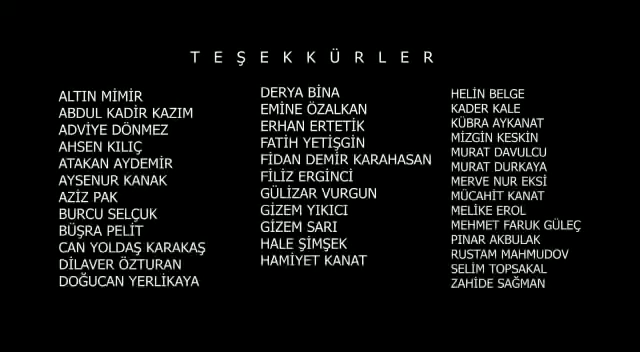 TEŞEKKÜRLER
ALTIN MİMİR
ABDUL KADİR KAZIM
ADVİYE DÖNMEZ
AHSEN KILIÇ
ATAKAN AYDEMİR
AYSENUR KANAK
AZİZ PAK
BURCU SELÇUK
BÜŞRA PELİT
CAN YOLDAŞ KARAKAŞ
DİLAVER ÖZTURAN
DOĞUCAN YERLİKAYA
DERYA BİNA
EMİNE ÖZALKAN
ERHAN ERTETİK
FATİH YETİŞGİN
FİDAN DEMİR KARAHASAN
FİLİZ ERGİNCİ
GÜLİZAR VURGUN
GİZEM YIKICI
GİZEM SARI
HALE ŞİMŞEK
HAMİYET KANAT
HELİN BELGE
KADER KALE
KÜBRA AYKANAT
MİZGİN KESKİN
MURAT DAVULCU
MURAT DURKAYA
MERVE NUR EKSİ
MÜCAHİT KANAT
MELİKE EROL
MEHMET FARUK GÜLEÇ
PINAR AKBULAK
RUSTAM MAHMUDOV
SELİM TOPSAKAL
ZAHİDE SAĞMAN